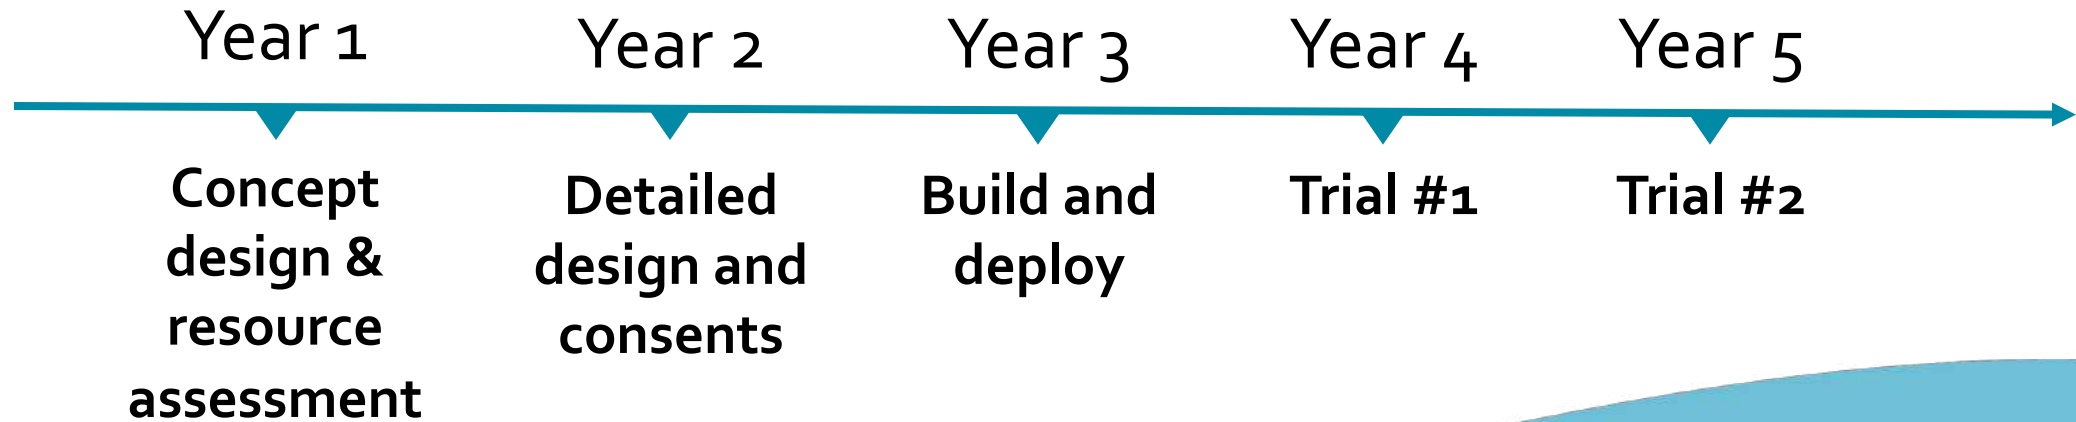 Year 1
Year 2
Year 3
Year 4
Year 5
Concept
design &
resource
assessment
Detailed
design and
consents
Build and
deploy
Trial #1
Trial #2